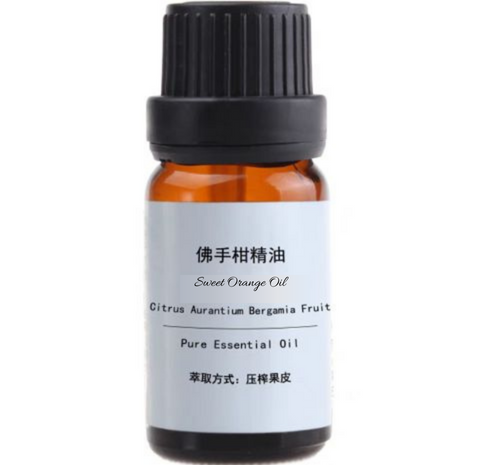 佛手柑精油
Sweet Orange Oil
Citrus Aurantium Bergamia Fruit
Pure Essential Oil
萃取方式：压榨果皮